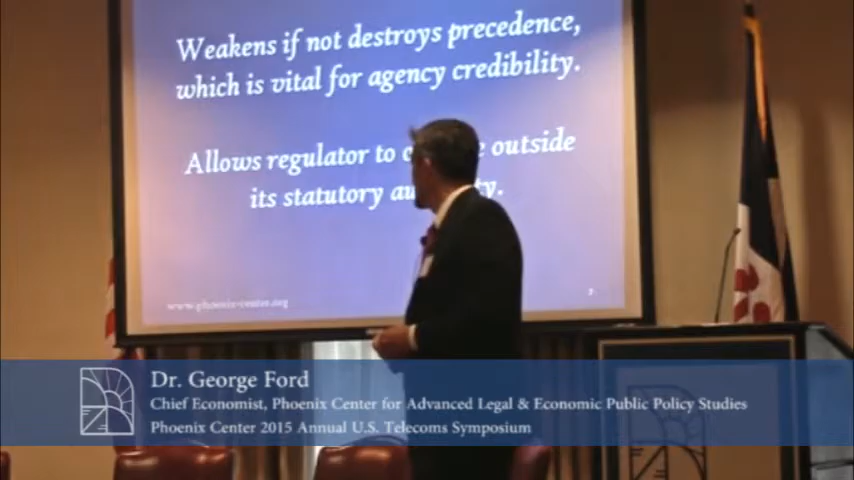 Weakens if not destroys precedence,
which is vital for agency credibility.
Allows regulator to outside
its statutory
www.phoenix-center.org
7
Dr. George Ford
Chief Economist, Phoenix Center for Advanced Legal & Economic Public Policy Studies
Phoenix Center 2015 Annual U.S. Telecoms Symposium